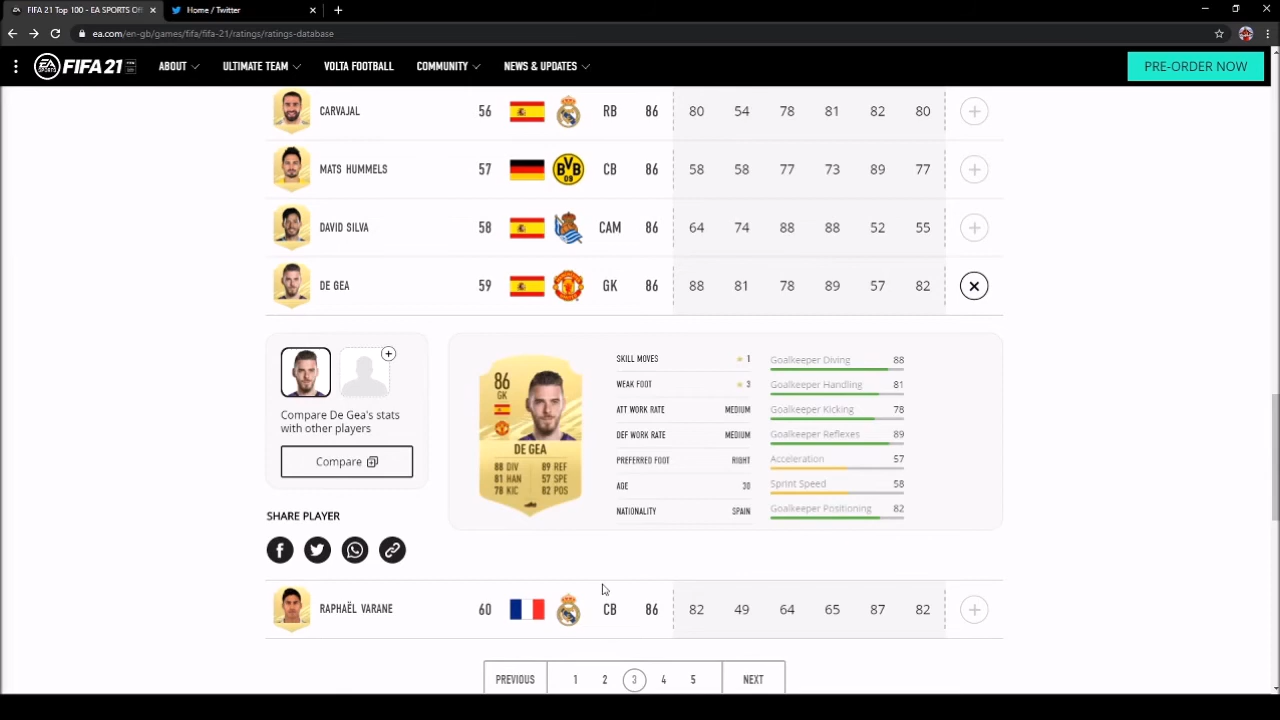 FIFA 21 Top 100 - EA SPORTS Off
Home / Twitter
ea.com/en-gb/games/fifa/fifa-21/ratings/ratings-database
EA SPORTS FIFA 21 ABOUT ULTIMATE TEAM VOLTA FOOTBALL COMMUNITY NEWS & UPDATES PRE-ORDER NOW
CARVAJAL 56 RB 86 80 54 78 81 82 80
MATS HUMMELS 57 BVB 09 CB 86 58 58 77 73 89 77
DAVID SILVA 58 CAM 86 64 74 88 88 52 55
DE GEA 59 GK 86 88 81 78 89 57 82
Compare De Gea's stats
with other players
Compare
SHARE PLAYER
86
GK
DE GEA
88 DIV 89 REF
81 HAN 57 SPE
78 KIC 82 POS
SKILL MOVES 1
WEAK FOOT 3
ATT WORK RATE MEDIUM
DEF WORK RATE MEDIUM
PREFERRED FOOT RIGHT
AGE 30
NATIONALITY SPAIN
Goalkeeper Diving 88
Goalkeeper Handling 81
Goalkeeper Kicking 78
Goalkeeper Reflexes 89
Acceleration 57
Sprint Speed 58
Goalkeeper Positioning 82
RAPHAËL VARANE 60 CB 86 82 49 64 65 87 82
PREVIOUS 1 2 3 4 5 NEXT